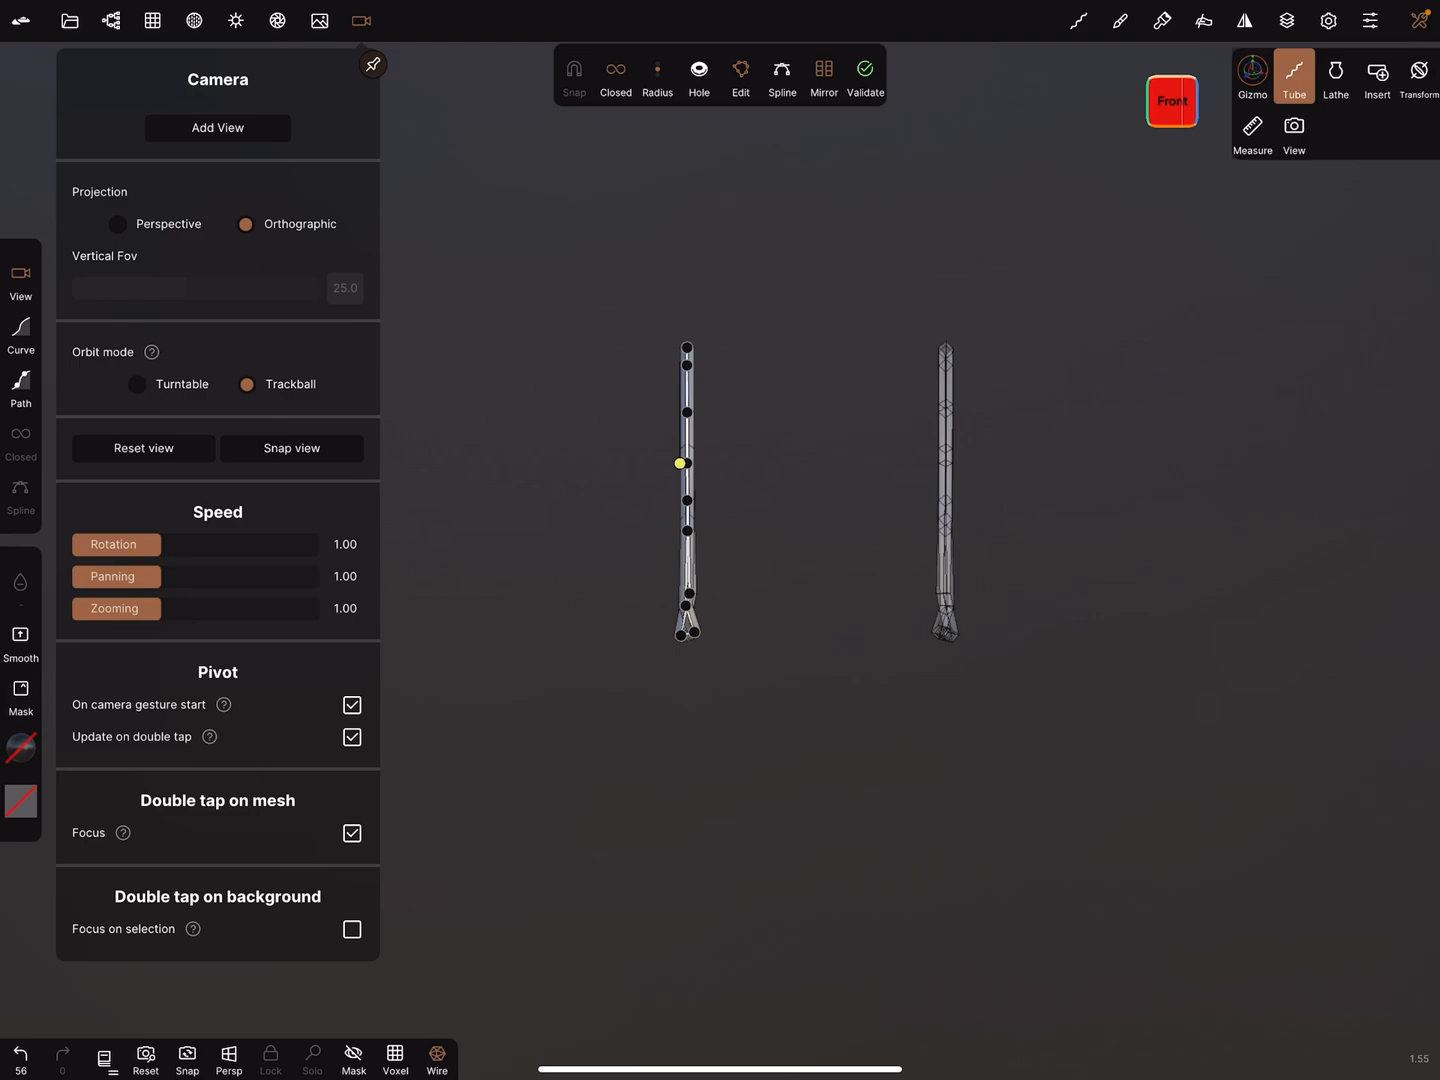 Camera
Add View
Projection
Perspective
Orthographic
Vertical Fov
25.0
Orbit mode ?
Turntable
Trackball
Reset view
Snap view
Speed
Rotation 1.00
Panning 1.00
Zooming 1.00
Pivot
On camera gesture start ?
Update on double tap ?
Double tap on mesh
Focus ?
Double tap on background
Focus on selection ?
View
Curve
Path
Closed
Spline
-
Smooth
Mask
Snap
Closed
Radius
Hole
Edit
Spline
Mirror
Validate
Front
Gizmo
Tube
Lathe
Insert
Transform
Measure
View
56
0
Reset
Snap
Persp
Lock
Solo
Mask
Voxel
Wire
1.55